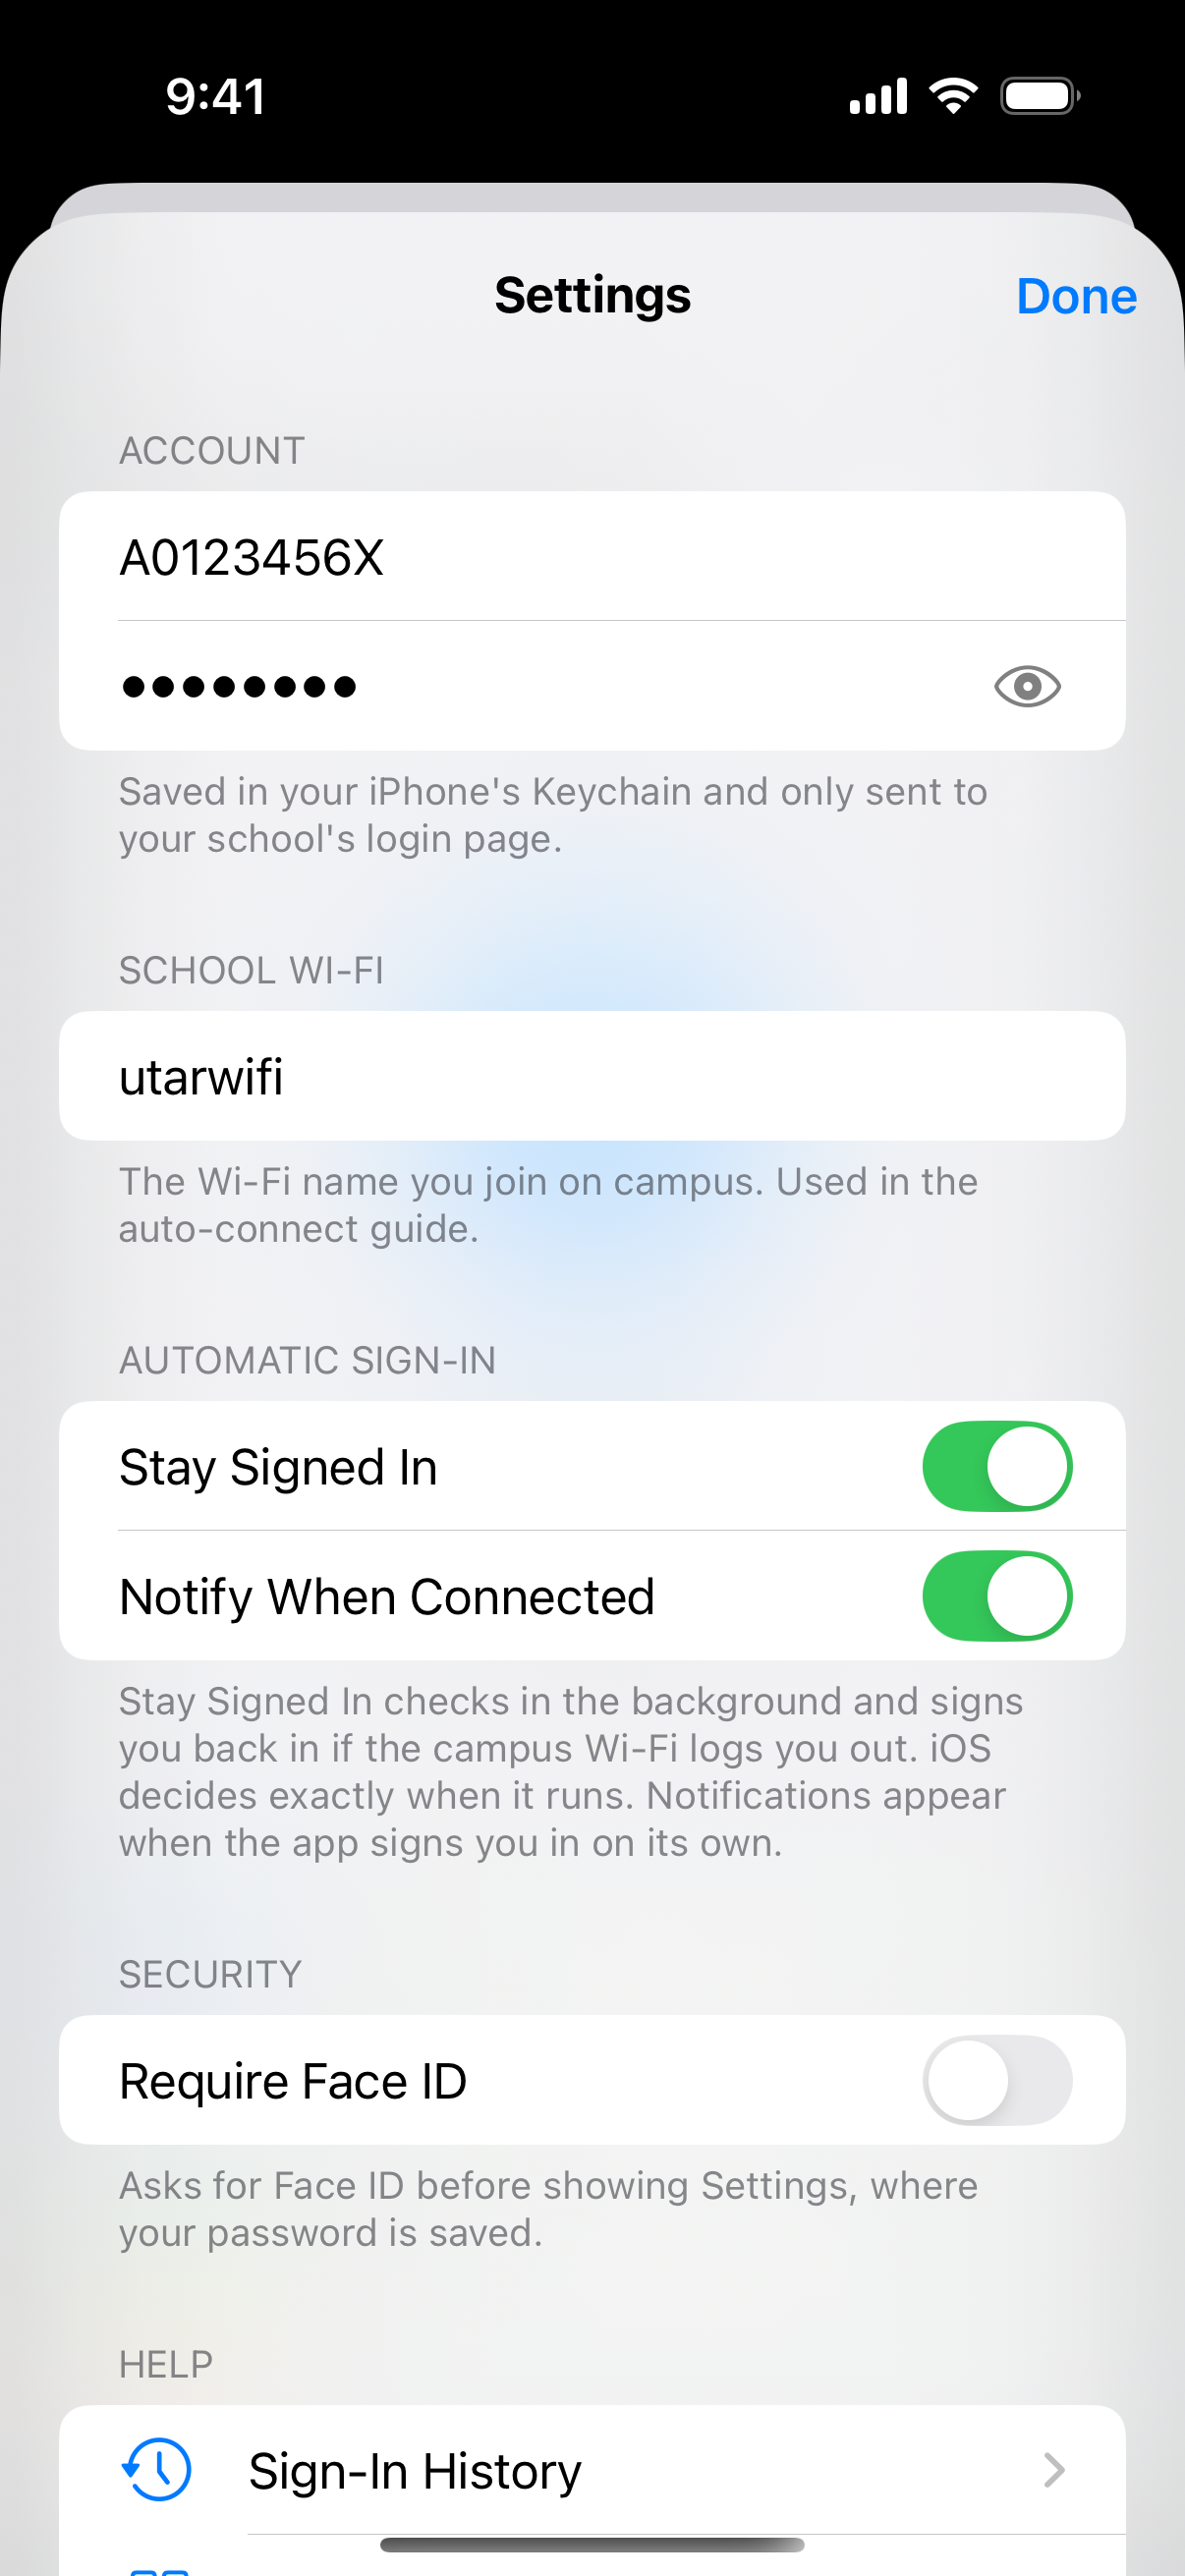 9:41
Settings
Done
ACCOUNT
A0123456X
••••••••
Saved in your iPhone's Keychain and only sent to
your school's login page.
SCHOOL WI-FI
utarwifi
The Wi-Fi name you join on campus. Used in the
auto-connect guide.
AUTOMATIC SIGN-IN
Stay Signed In
Notify When Connected
Stay Signed In checks in the background and signs
you back in if the campus Wi-Fi logs you out. iOS
decides exactly when it runs. Notifications appear
when the app signs you in on its own.
SECURITY
Require Face ID
Asks for Face ID before showing Settings, where
your password is saved.
HELP
Sign-In History